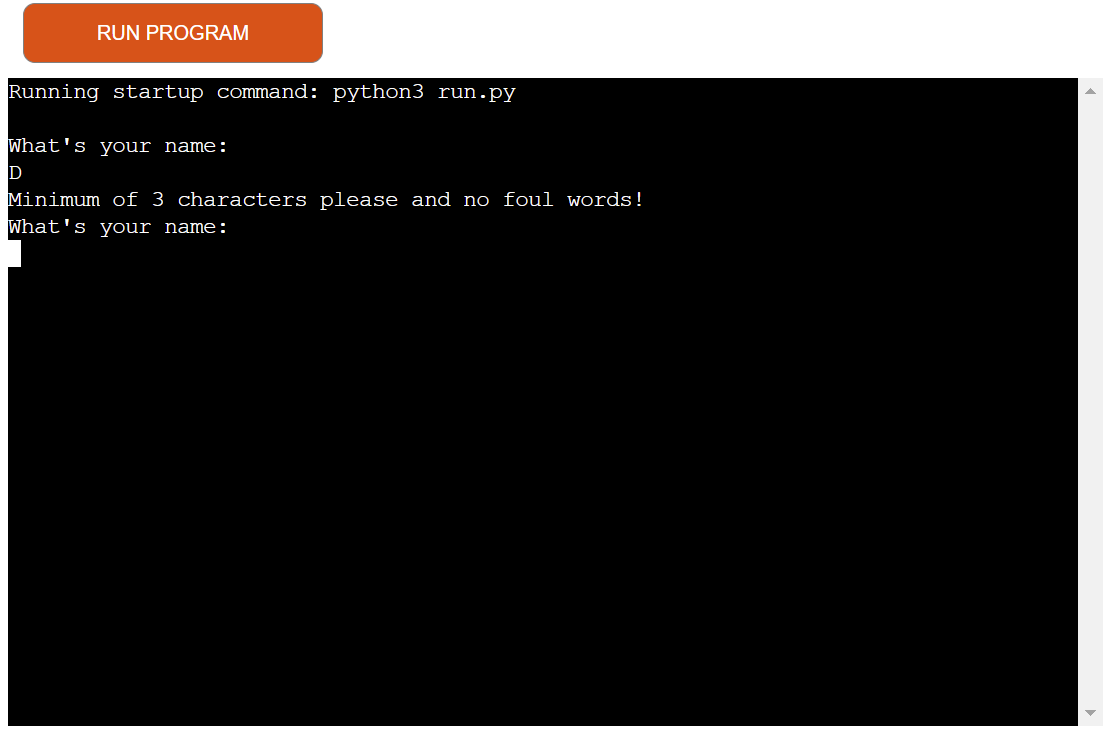 RUN PROGRAM
Running startup command: python3 run.py
What's your name:
D
Minimum of 3 characters please and no foul words!
What's your name: